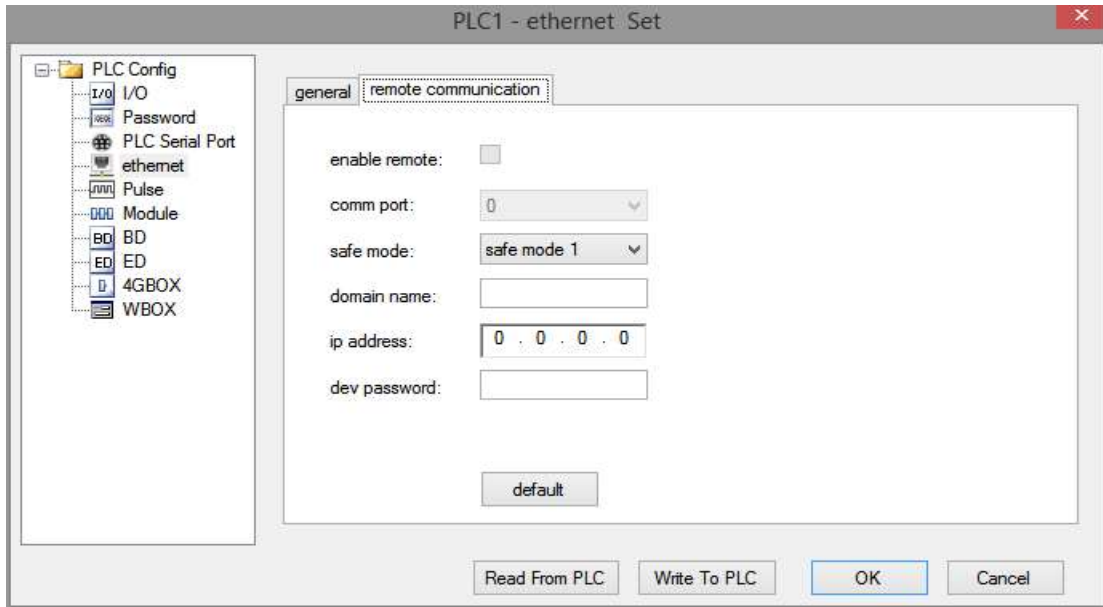 PLC1 - ethernet Set
PLC Config
I/O I/O
Password
PLC Serial Port
ethernet
Pulse
Module
BD BD
ED ED
4GBOX
WBOX
general remote communication
enable remote:
comm port: 0
safe mode: safe mode 1
domain name:
ip address: 0 . 0 . 0 . 0
dev password:
default
Read From PLC Write To PLC OK Cancel